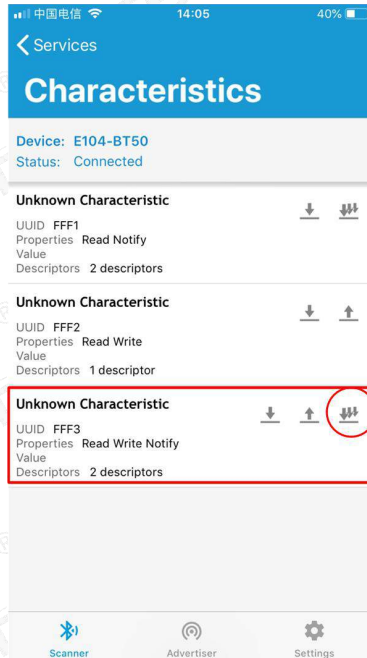 中国电信 14:05 40%
Services
Characteristics
Device: E104-BT50
Status: Connected
Unknown Characteristic
UUID FFF1
Properties Read Notify
Value
Descriptors 2 descriptors
Unknown Characteristic
UUID FFF2
Properties Read Write
Value
Descriptors 1 descriptor
Unknown Characteristic
UUID FFF3
Properties Read Write Notify
Value
Descriptors 2 descriptors
Scanner Advertiser Settings